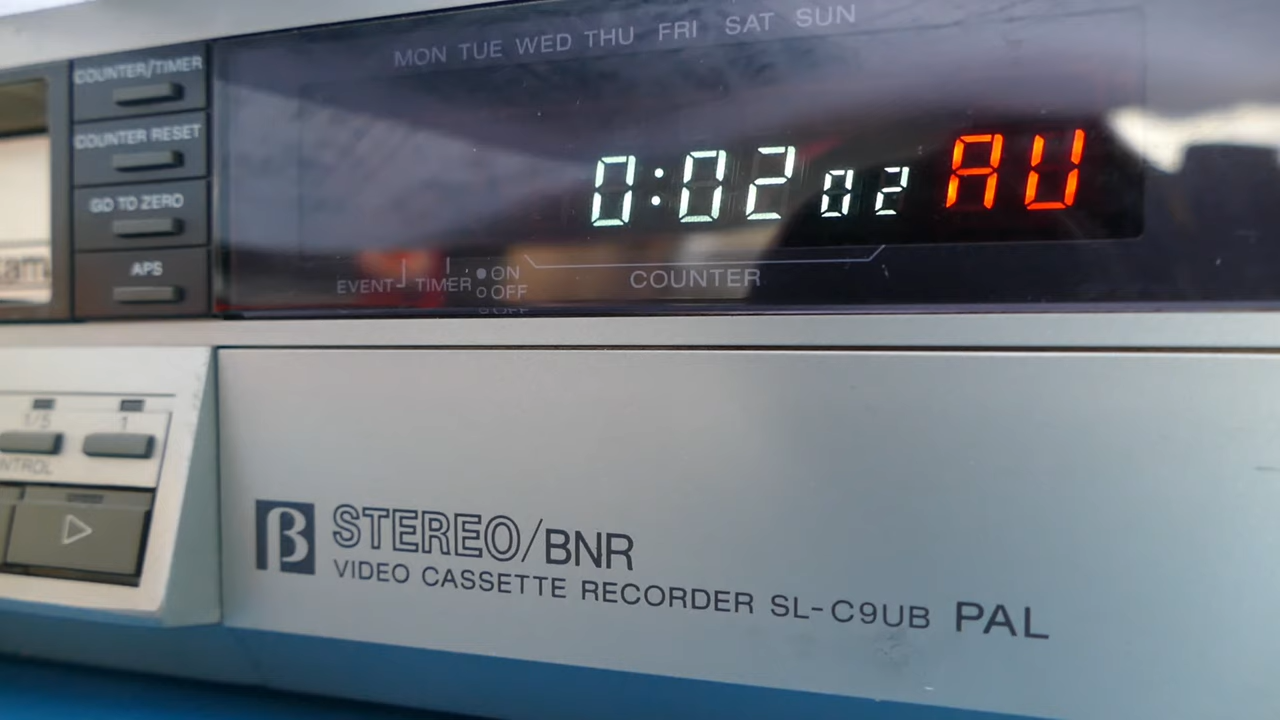 MON TUE WED THU FRI SAT SUN
COUNTER/TIMER
COUNTER RESET
GO TO ZERO
APS
0:02 02 AU
EVENT TIMER ON
OFF
COUNTER
1/5 1
β STEREO/BNR
VIDEO CASSETTE RECORDER SL-C9UB PAL